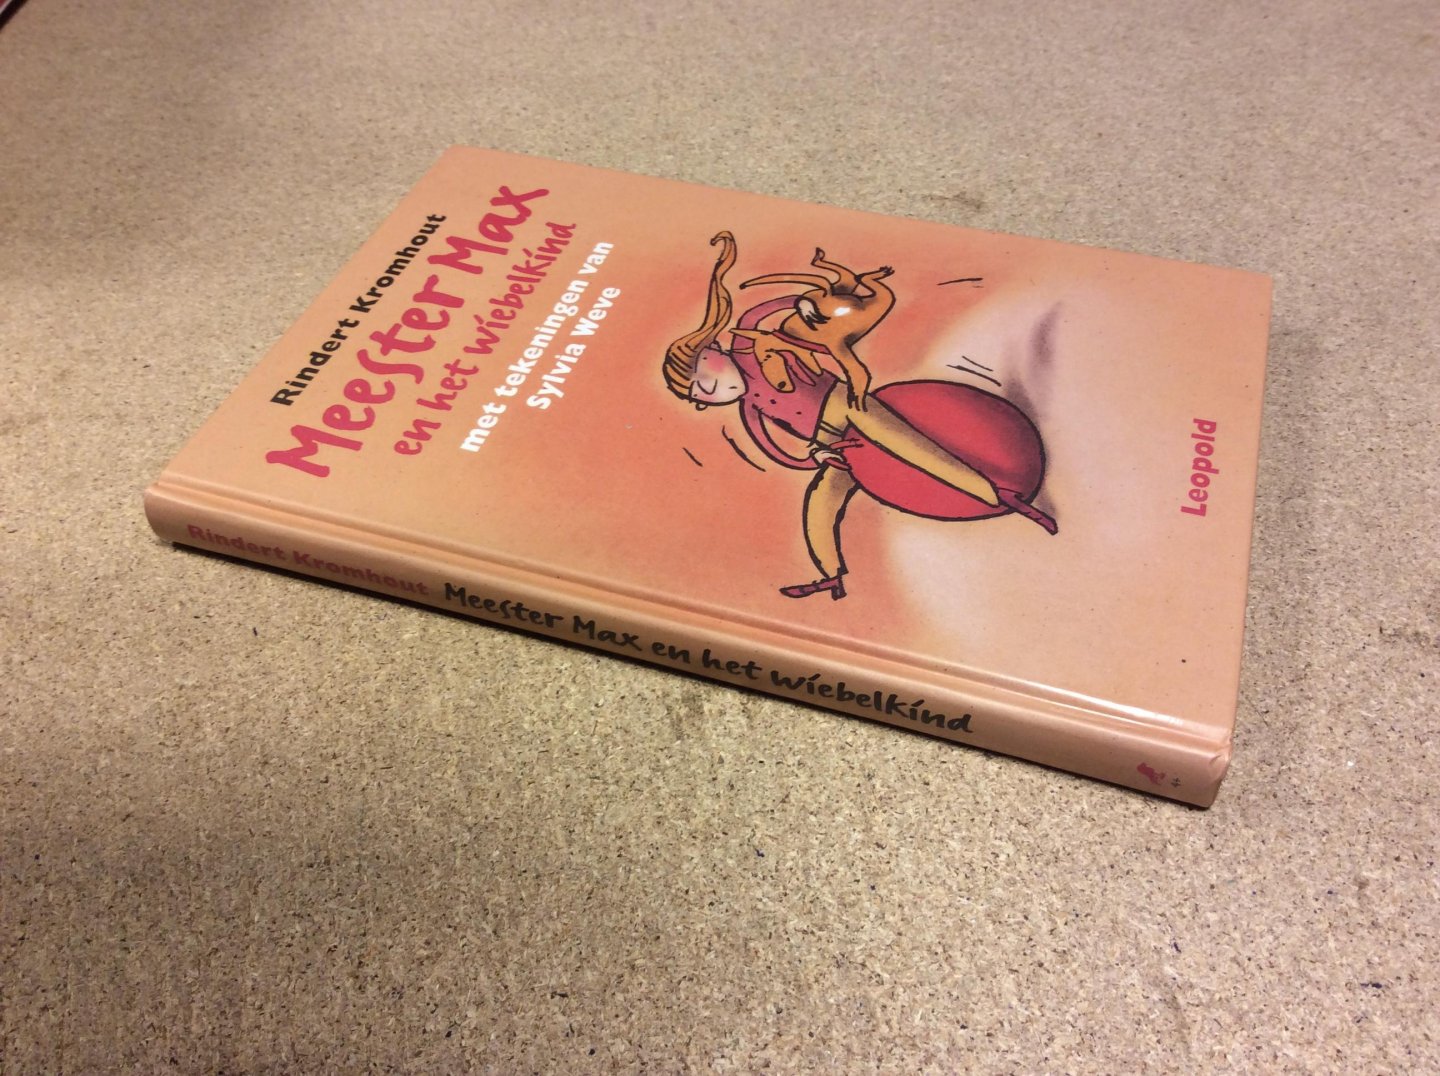 Rindert Kromhout
Meester Max
en het wiebelkind
met tekeningen van
Sylvia Weve
Leopold
Rindert Kromhout Meester Max en het wiebelkind